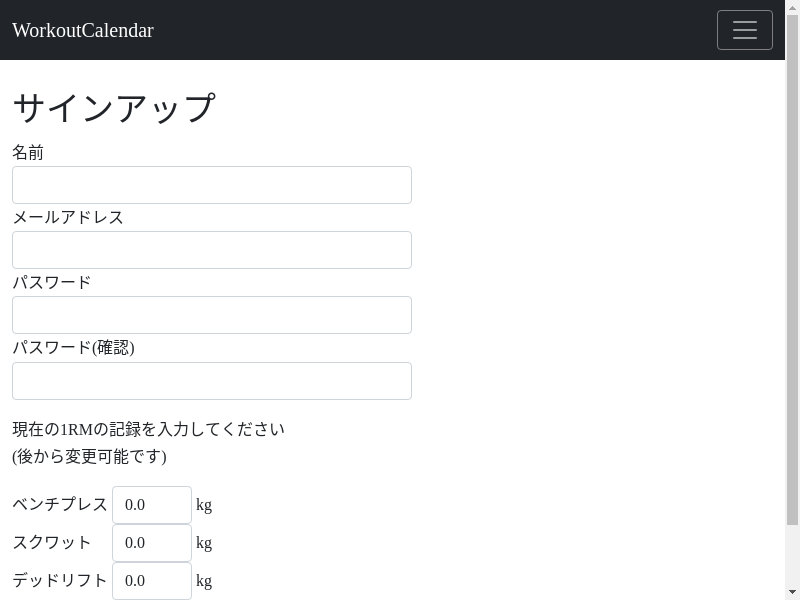 WorkoutCalendar
サインアップ
名前
メールアドレス
パスワード
パスワード(確認)
現在の1RMの記録を入力してください
(後から変更可能です)
ベンチプレス 0.0 kg
スクワット 0.0 kg
デッドリフト 0.0 kg